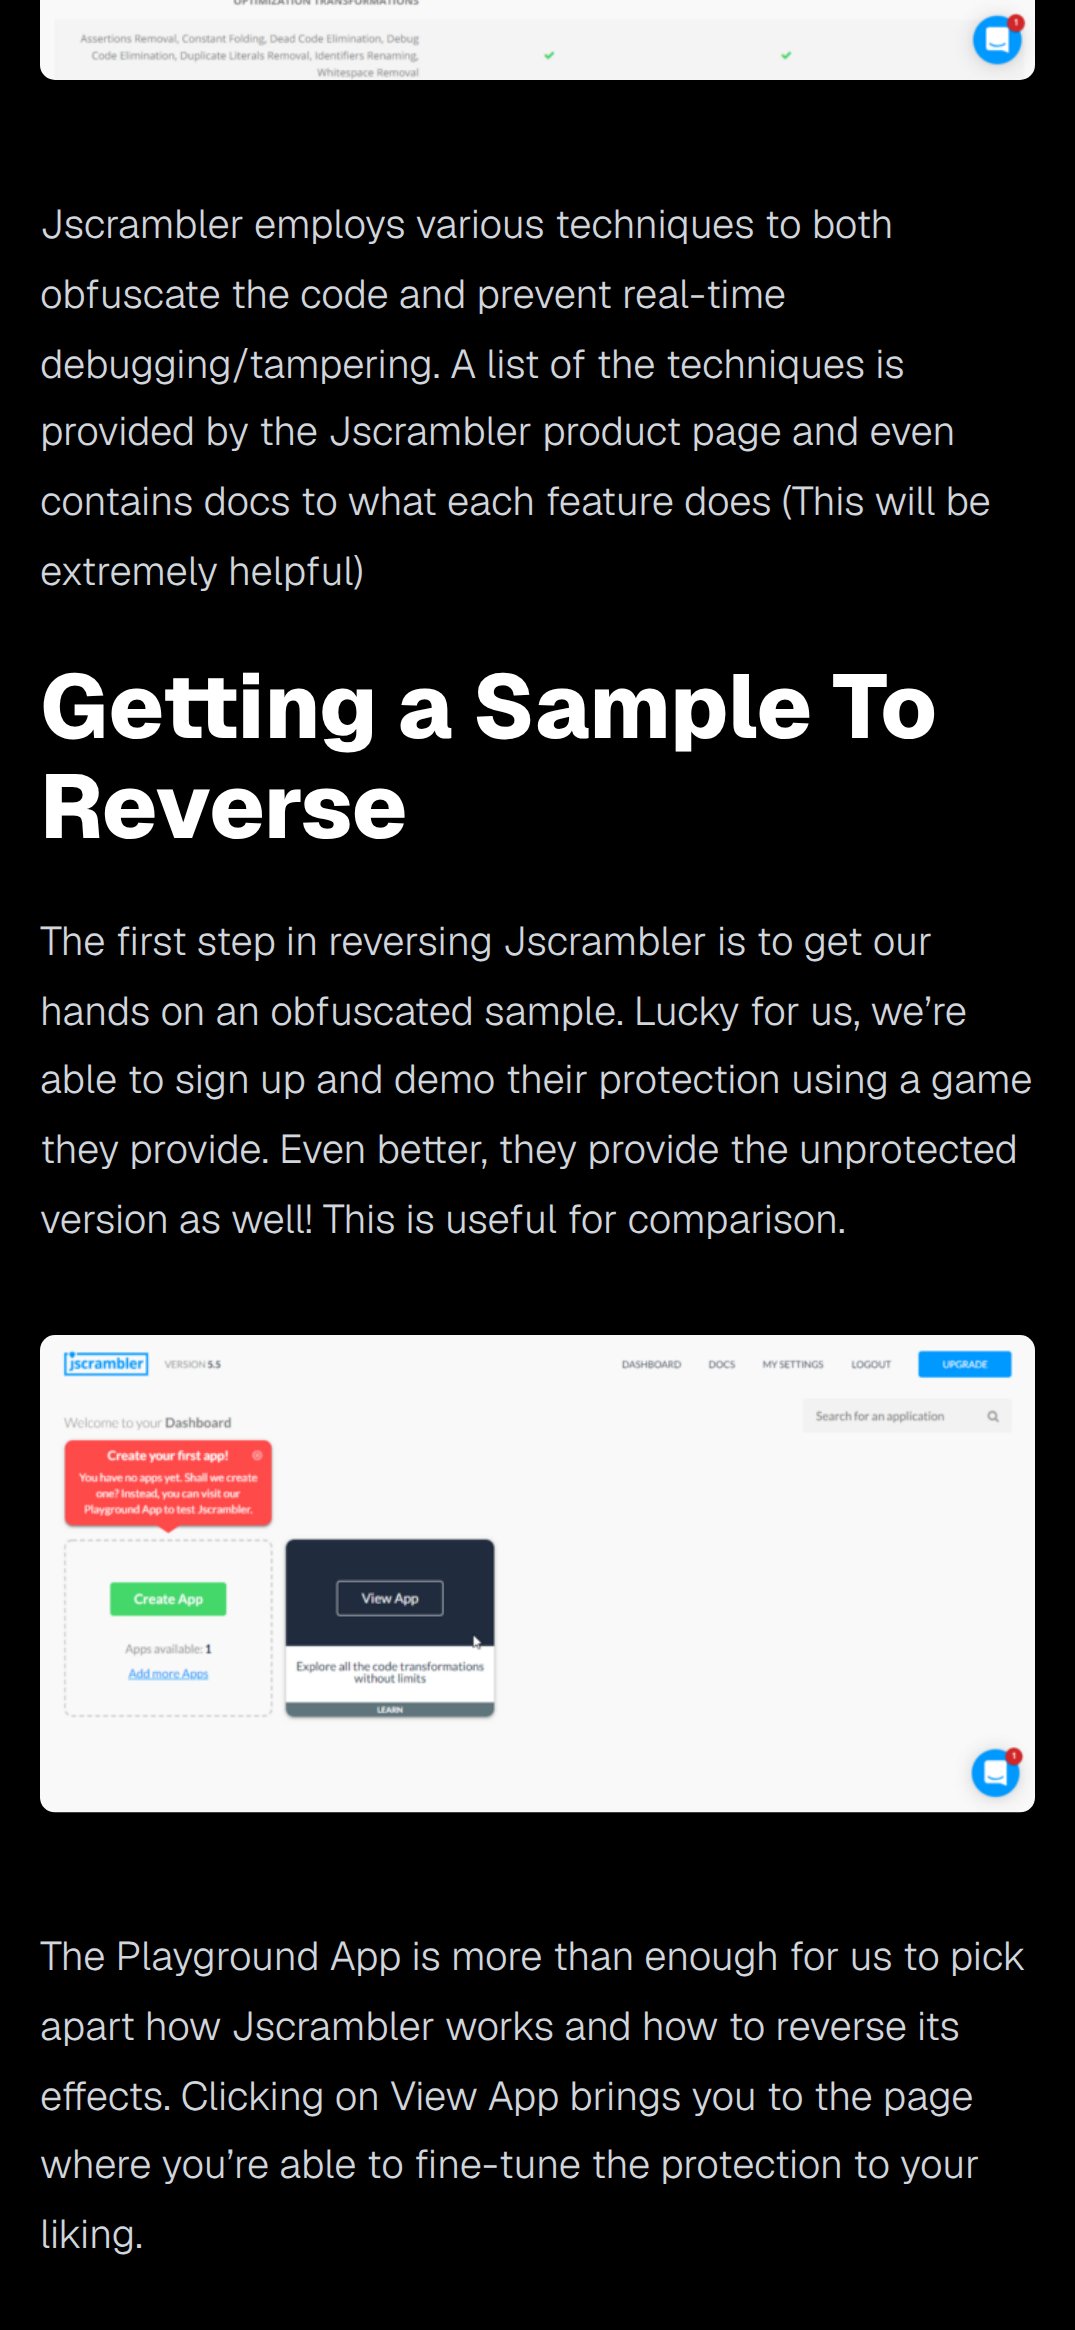 OPTIMIZATION TRANSFORMATIONS
Assertions Removal, Constant Folding, Dead Code Elimination, Debug
Code Elimination, Duplicate Literals Removal, Identifiers Renaming,
Whitespace Removal
1
Jscrambler employs various techniques to both
obfuscate the code and prevent real-time
debugging/tampering. A list of the techniques is
provided by the Jscrambler product page and even
contains docs to what each feature does (This will be
extremely helpful)
Getting a Sample To
Reverse
The first step in reversing Jscrambler is to get our
hands on an obfuscated sample. Lucky for us, we’re
able to sign up and demo their protection using a game
they provide. Even better, they provide the unprotected
version as well! This is useful for comparison.
jscrambler VERSION 5.5 DASHBOARD DOCS MY SETTINGS LOGOUT UPGRADE
Search for an application
Welcome to your Dashboard
Create your first app!
You have no apps yet. Shall we create
one? Instead, you can visit our
Playground App to test Jscrambler.
Create App
Apps available: 1
Add more Apps
View App
Explore all the code transformations
without limits
LEARN
1
The Playground App is more than enough for us to pick
apart how Jscrambler works and how to reverse its
effects. Clicking on View App brings you to the page
where you’re able to fine-tune the protection to your
liking.